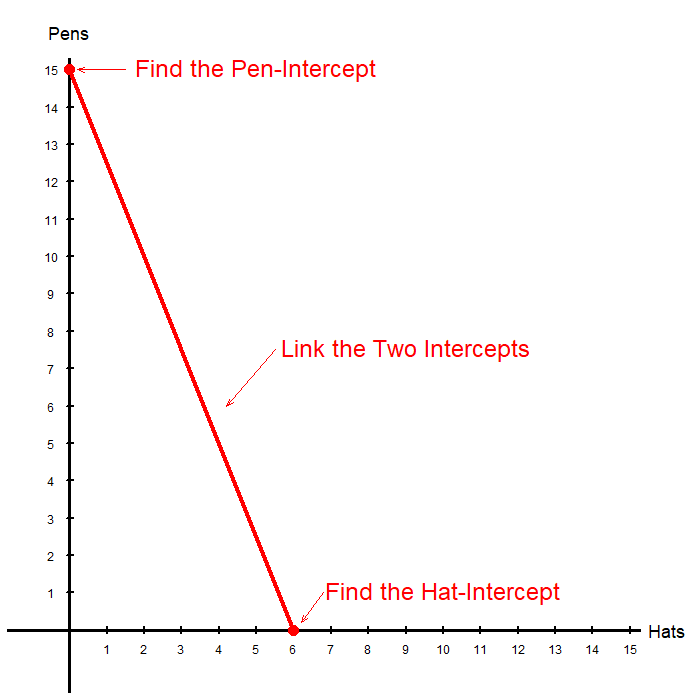 Pens
15
Find the Pen-Intercept
14
13
12
11
10
9
8
Link the Two Intercepts
7
6
5
4
3
2
1
Find the Hat-Intercept
Hats
1 2 3 4 5 6 7 8 9 10 11 12 13 14 15